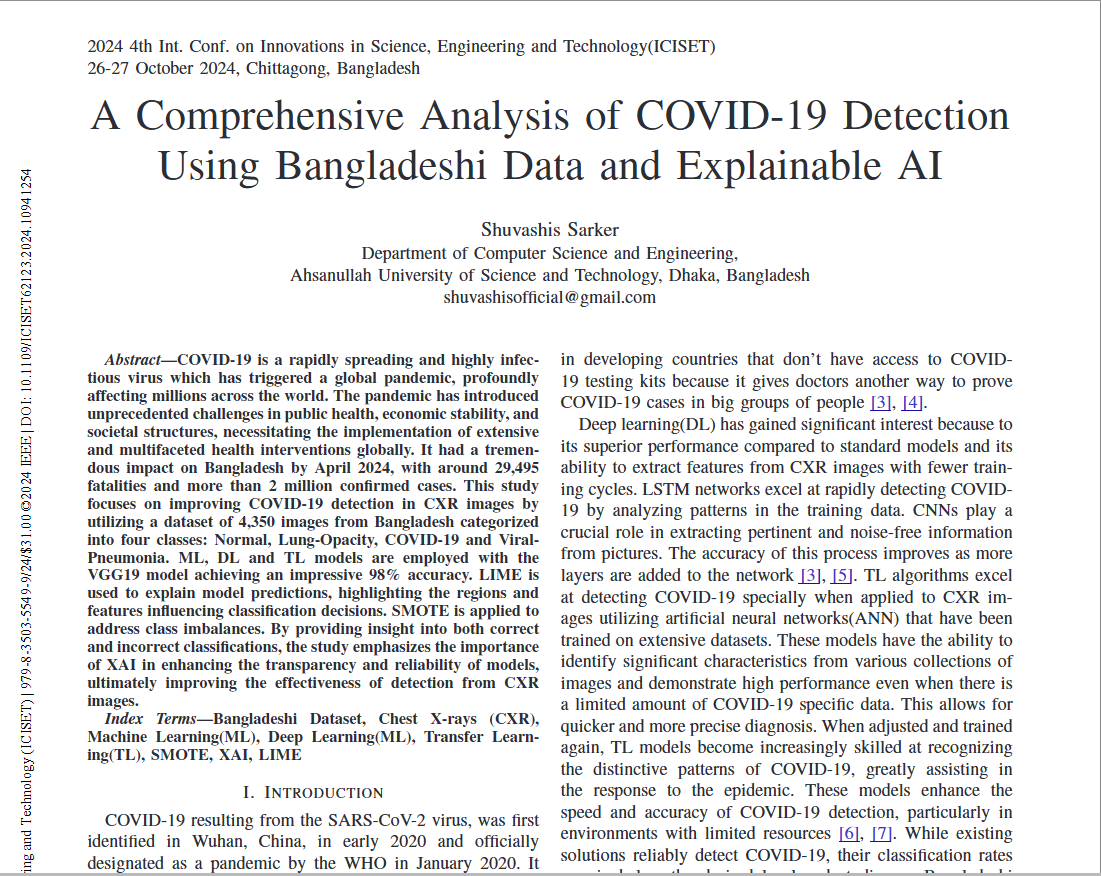 2024 4th Int. Conf. on Innovations in Science, Engineering and Technology(ICISET)
26-27 October 2024, Chittagong, Bangladesh
A Comprehensive Analysis of COVID-19 Detection
Using Bangladeshi Data and Explainable AI
Shuvashis Sarker
Department of Computer Science and Engineering,
Ahsanullah University of Science and Technology, Dhaka, Bangladesh
shuvashisofficial@gmail.com
Abstract—COVID-19 is a rapidly spreading and highly infec-
tious virus which has triggered a global pandemic, profoundly
affecting millions across the world. The pandemic has introduced
unprecedented challenges in public health, economic stability, and
societal structures, necessitating the implementation of extensive
and multifaceted health interventions globally. It had a tremen-
dous impact on Bangladesh by April 2024, with around 29,495
fatalities and more than 2 million confirmed cases. This study
focuses on improving COVID-19 detection in CXR images by
utilizing a dataset of 4,350 images from Bangladesh categorized
into four classes: Normal, Lung-Opacity, COVID-19 and Viral-
Pneumonia. ML, DL and TL models are employed with the
VGG19 model achieving an impressive 98% accuracy. LIME is
used to explain model predictions, highlighting the regions and
features influencing classification decisions. SMOTE is applied to
address class imbalances. By providing insight into both correct
and incorrect classifications, the study emphasizes the importance
of XAI in enhancing the transparency and reliability of models,
ultimately improving the effectiveness of detection from CXR
images.
Index Terms—Bangladeshi Dataset, Chest X-rays (CXR),
Machine Learning(ML), Deep Learning(ML), Transfer Learn-
ing(TL), SMOTE, XAI, LIME
I. INTRODUCTION
COVID-19 resulting from the SARS-CoV-2 virus, was first
identified in Wuhan, China, in early 2020 and officially
designated as a pandemic by the WHO in January 2020. It
in developing countries that don't have access to COVID-
19 testing kits because it gives doctors another way to prove
COVID-19 cases in big groups of people [3], [4].
Deep learning(DL) has gained significant interest because to
its superior performance compared to standard models and its
ability to extract features from CXR images with fewer train-
ing cycles. LSTM networks excel at rapidly detecting COVID-
19 by analyzing patterns in the training data. CNNs play a
crucial role in extracting pertinent and noise-free information
from pictures. The accuracy of this process improves as more
layers are added to the network [3], [5]. TL algorithms excel
at detecting COVID-19 specially when applied to CXR im-
ages utilizing artificial neural networks(ANN) that have been
trained on extensive datasets. These models have the ability to
identify significant characteristics from various collections of
images and demonstrate high performance even when there is
a limited amount of COVID-19 specific data. This allows for
quicker and more precise diagnosis. When adjusted and trained
again, TL models become increasingly skilled at recognizing
the distinctive patterns of COVID-19, greatly assisting in
the response to the epidemic. These models enhance the
speed and accuracy of COVID-19 detection, particularly in
environments with limited resources [6], [7]. While existing
solutions reliably detect COVID-19, their classification rates
ring and Technology (ICISET) | 979-8-3503-5549-9/24/$31.00 ©2024 IEEE | DOI: 10.1109/ICISET62123.2024.10941254